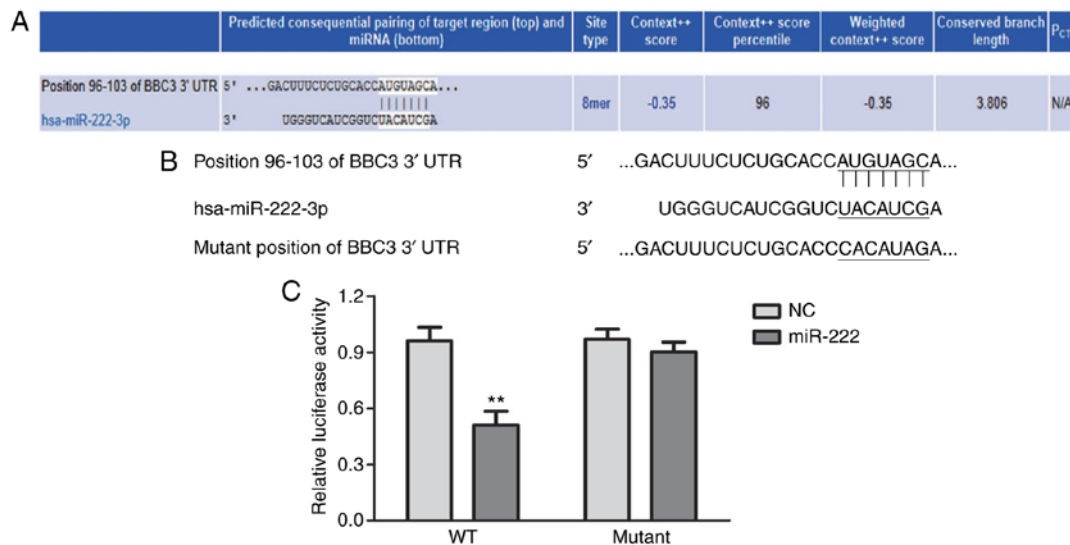 A
Predicted consequential pairing of target region (top) and miRNA (bottom)
Site type
Context++ score
Context++ score percentile
Weighted context++ score
Conserved branch length
PCT
Position 96-103 of BBC3 3' UTR 5' ...GACUUUCUCUGCACCAUGUAGCA... 8mer -0.35 96 -0.35 3.806 N/A
hsa-miR-222-3p 3' UGGGUCAUCGGUCUACAUCGA
B
Position 96-103 of BBC3 3′ UTR 5′ ...GACUUUCUCUGCACCAUGUAGCA...
hsa-miR-222-3p 3′ UGGGUCAUCGGUCUACAUCGA
Mutant position of BBC3 3′ UTR 5′ ...GACUUUCUCUGCACCCACAUAGA...
C
Relative luciferase activity
1.2
0.9
0.6
0.3
0.0
**
WT
Mutant
NC
miR-222